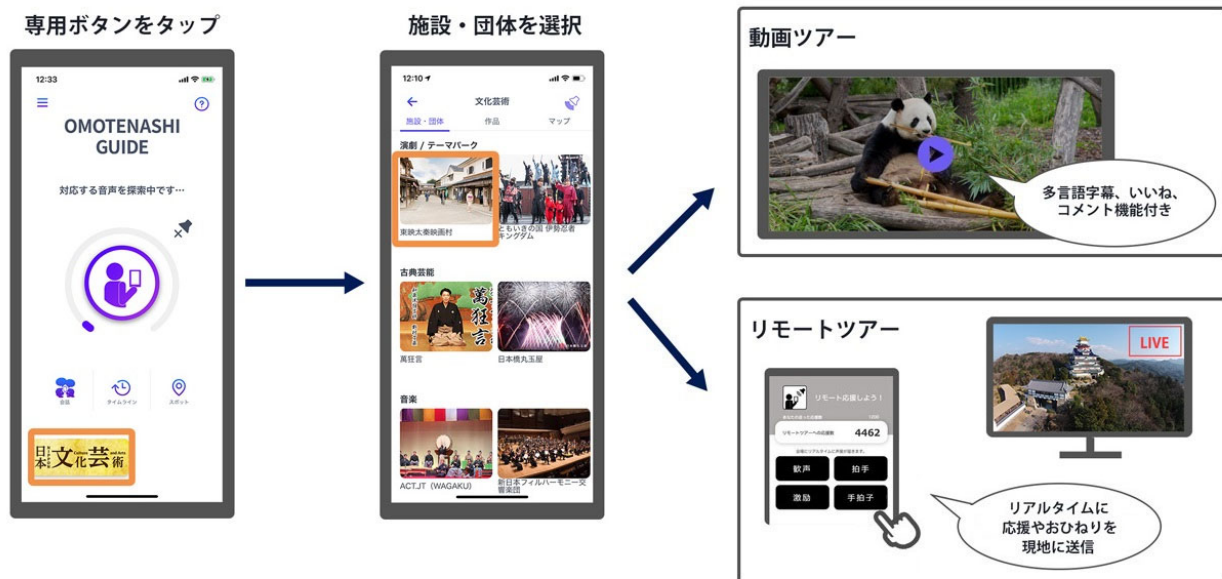 専用ボタンをタップ
12:33
OMOTENASHI
GUIDE
対応する音声を探索中です…
会話
タイムライン
スポット
日本文化芸術
Culture and Arts
施設・団体を選択
12:10
文化芸術
施設・団体
作品
マップ
演劇 / テーマパーク
東映太秦映画村
ともいきの国 伊勢忍者
キングダム
古典芸能
萬狂言
萬狂言
日本橋丸玉屋
音楽
ACT.JT（WAGAKU）
新日本フィルハーモニー交
響楽団
動画ツアー
多言語字幕、いいね、
コメント機能付き
リモートツアー
LIVE
リモート応援しよう！
リモートツアーへの応援数
4462
歓声
拍手
激励
手拍子
リアルタイムに
応援やおひねりを
現地に送信